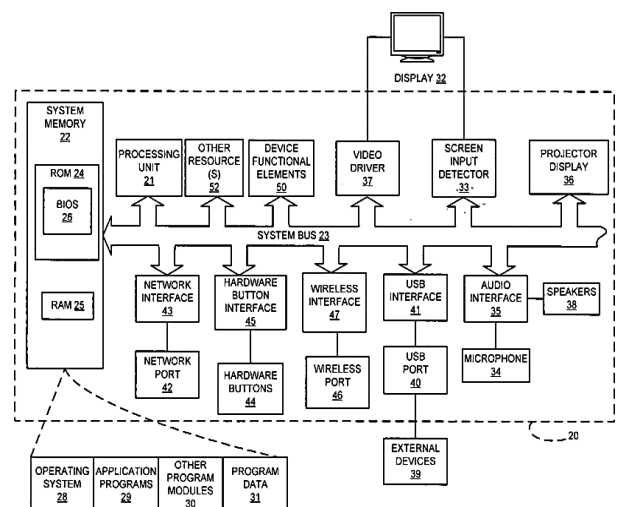 DISPLAY 32
SYSTEM
MEMORY
22
ROM 24
BIOS
26
RAM 25
PROCESSING
UNIT
21
OTHER
RESOURCE
(S)
52
DEVICE
FUNCTIONAL
ELEMENTS
50
VIDEO
DRIVER
37
SCREEN
INPUT
DETECTOR
33
PROJECTOR
DISPLAY
36
SYSTEM BUS 23
NETWORK
INTERFACE
43
HARDWARE
BUTTON
INTERFACE
45
WIRELESS
INTERFACE
47
USB
INTERFACE
41
AUDIO
INTERFACE
35
SPEAKERS
38
NETWORK
PORT
42
HARDWARE
BUTTONS
44
WIRELESS
PORT
46
USB
PORT
40
MICROPHONE
34
20
EXTERNAL
DEVICES
39
OPERATING
SYSTEM
28
APPLICATION
PROGRAMS
29
OTHER
PROGRAM
MODULES
30
PROGRAM
DATA
31